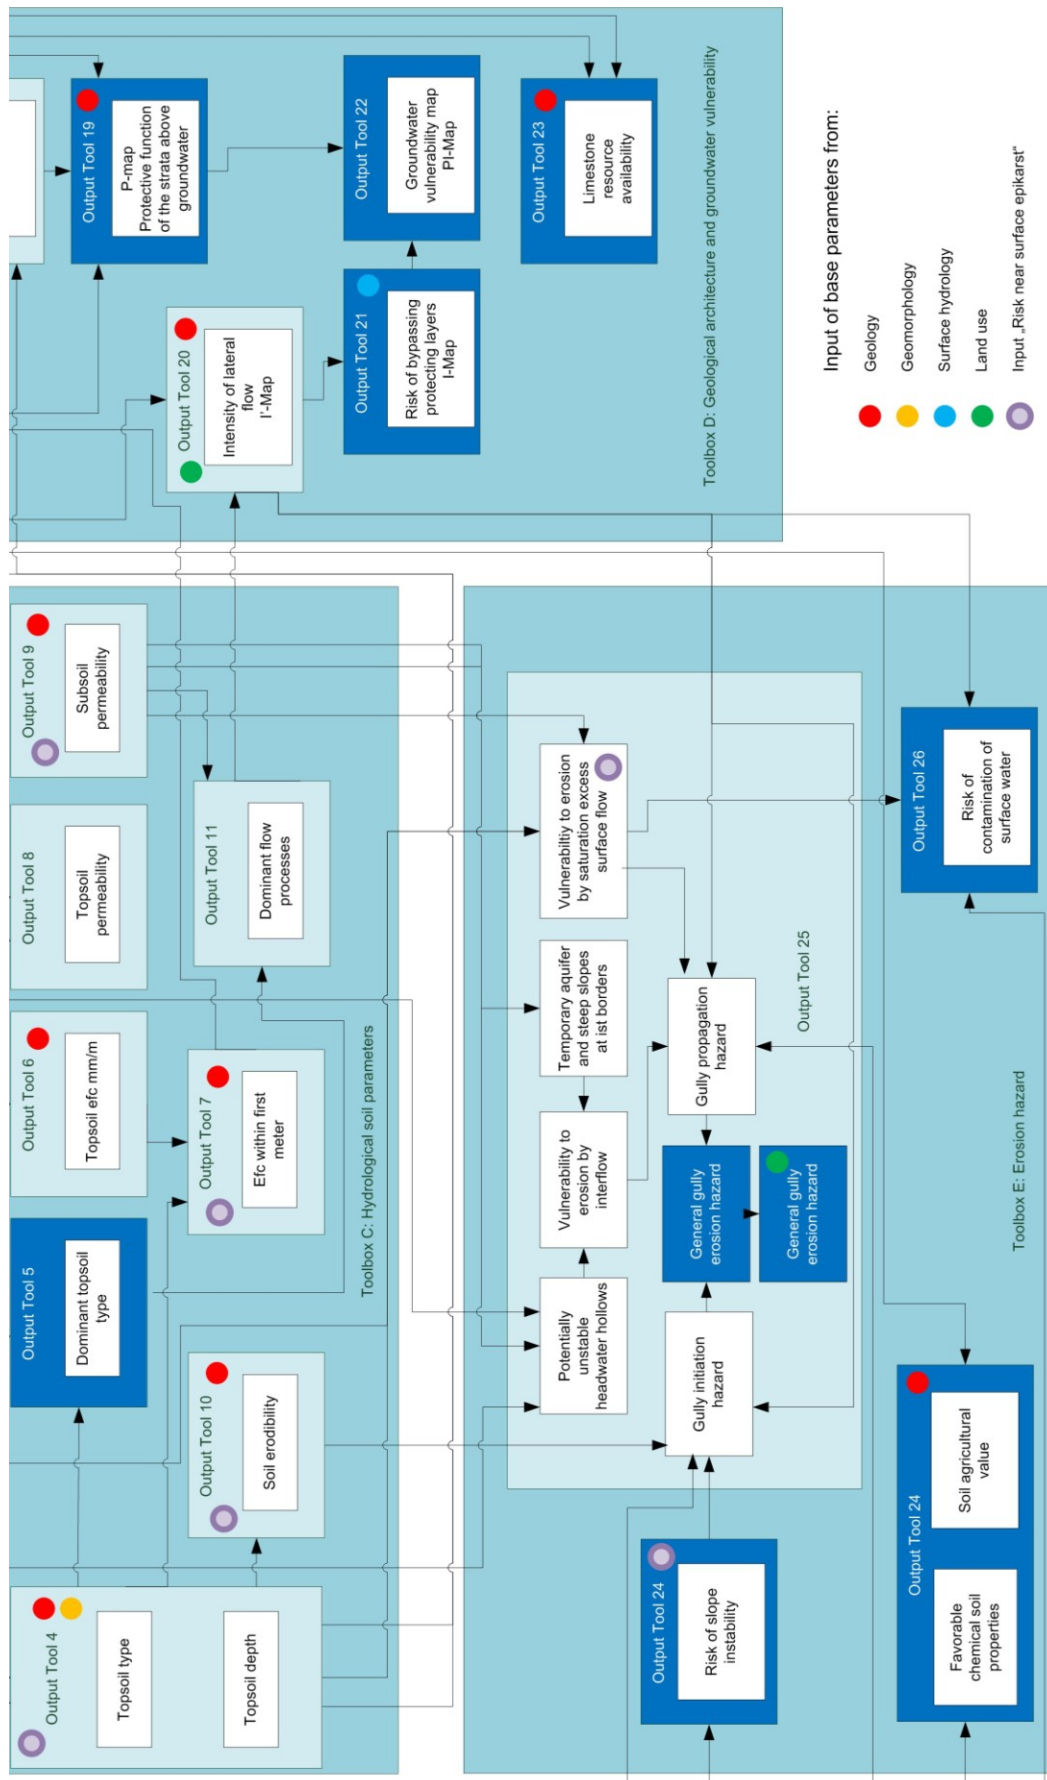 Output Tool 4
Topsoil type
Topsoil depth
Output Tool 5
Dominant topsoil
type
Output Tool 6
Topsoil efc mm/m
Output Tool 8
Topsoil
permeability
Output Tool 9
Subsoil
permeability
Output Tool 10
Soil erodibility
Output Tool 7
Efc within first
meter
Output Tool 11
Dominant flow
processes
Toolbox C: Hydrological soil parameters
Output Tool 19
P-map
Protective function
of the strata above
groundwater
Output Tool 20
Intensity of lateral
flow
I'-Map
Output Tool 21
Risk of bypassing
protecting layers
I-Map
Output Tool 22
Groundwater
vulnerability map
PI-Map
Output Tool 23
Limestone
resource
availability
Toolbox D: Geological architecture and groundwater vulnerability
Output Tool 24
Risk of slope
instability
Potentially
unstable
headwater hollows
Vulnerability to
erosion by
interflow
Temporary aquifer
and steep slopes
at ist borders
Vulnerabiltiy to erosion
by saturation excess
surface flow
Gully initiation
hazard
General gully
erosion hazard
General gully
erosion hazard
Gully propagation
hazard
Output Tool 25
Output Tool 24
Favorable
chemical soil
properties
Soil agricultural
value
Output Tool 26
Risk of
contamination of
surface water
Toolbox E: Erosion hazard
Input of base parameters from:
Geology
Geomorphology
Surface hydrology
Land use
Input „Risk near surface epikarst“